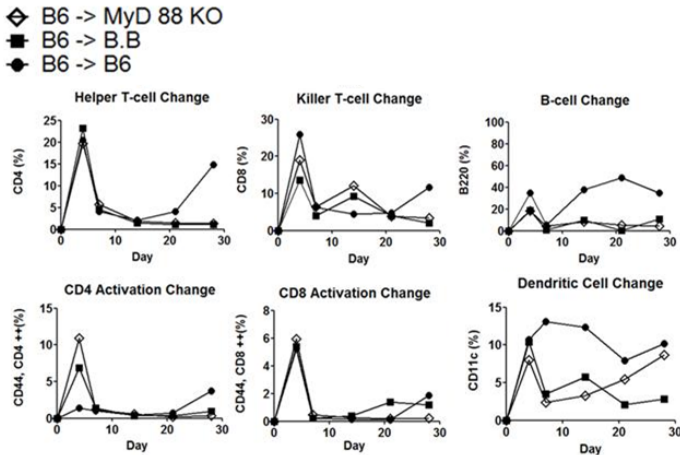 B6 -> MyD 88 KO
B6 -> B.B
B6 -> B6
Helper T-cell Change
CD4 (%)
25
20
15
10
5
0
0 10 20 30
Day
Killer T-cell Change
CD8 (%)
30
20
10
0
0 10 20 30
Day
B-cell Change
B220 (%)
100
80
60
40
20
0
0 10 20 30
Day
CD4 Activation Change
CD44, CD4 ++(%)
15
10
5
0
0 10 20 30
Day
CD8 Activation Change
CD44, CD8 ++(%)
8
6
4
2
0
0 10 20 30
Day
Dendritic Cell Change
CD11c (%)
15
10
5
0
0 10 20 30
Day